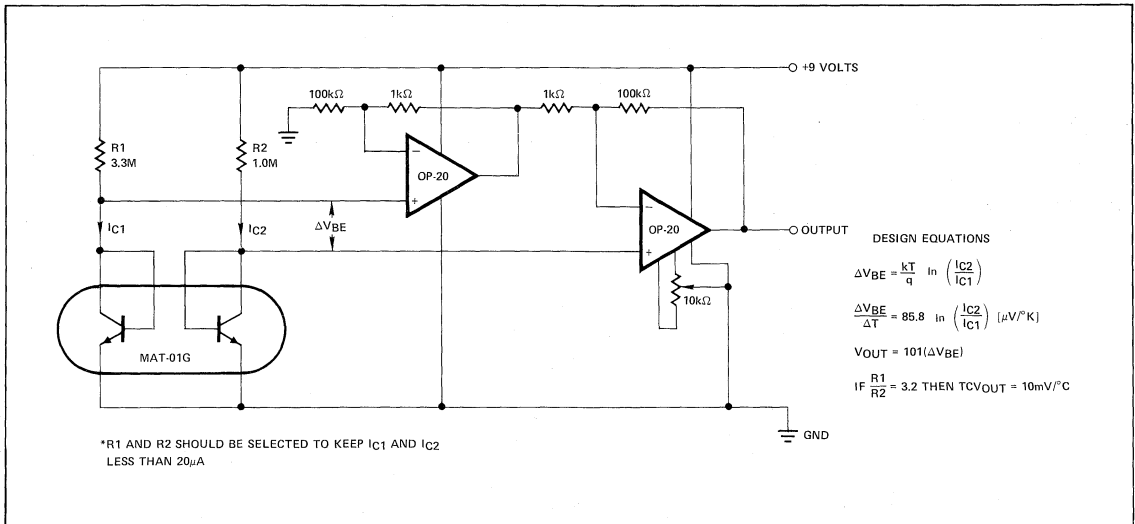 +9 VOLTS
100kΩ
1kΩ
1kΩ
100kΩ
R1
3.3M
R2
1.0M
−
OP-20
+
IC1
ΔVBE
IC2
−
OP-20
+
OUTPUT
10kΩ
MAT-01G
GND
DESIGN EQUATIONS
ΔVBE = kT/q ln (IC2/IC1)
ΔVBE/ΔT = 85.8 ln (IC2/IC1) [μV/°K]
VOUT = 101(ΔVBE)
IF R1/R2 = 3.2 THEN TCVOUT = 10mV/°C
*R1 AND R2 SHOULD BE SELECTED TO KEEP IC1 AND IC2
LESS THAN 20μA